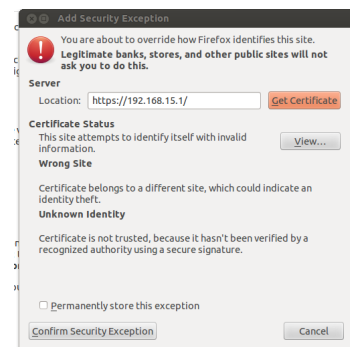 Add Security Exception
You are about to override how Firefox identifies this site.
Legitimate banks, stores, and other public sites will not
ask you to do this.
Server
Location: https://192.168.15.1/ Get Certificate
Certificate Status
This site attempts to identify itself with invalid
information.
View...
Wrong Site
Certificate belongs to a different site, which could indicate an
identity theft.
Unknown Identity
Certificate is not trusted, because it hasn't been verified by a
recognized authority using a secure signature.
Permanently store this exception
Confirm Security Exception Cancel